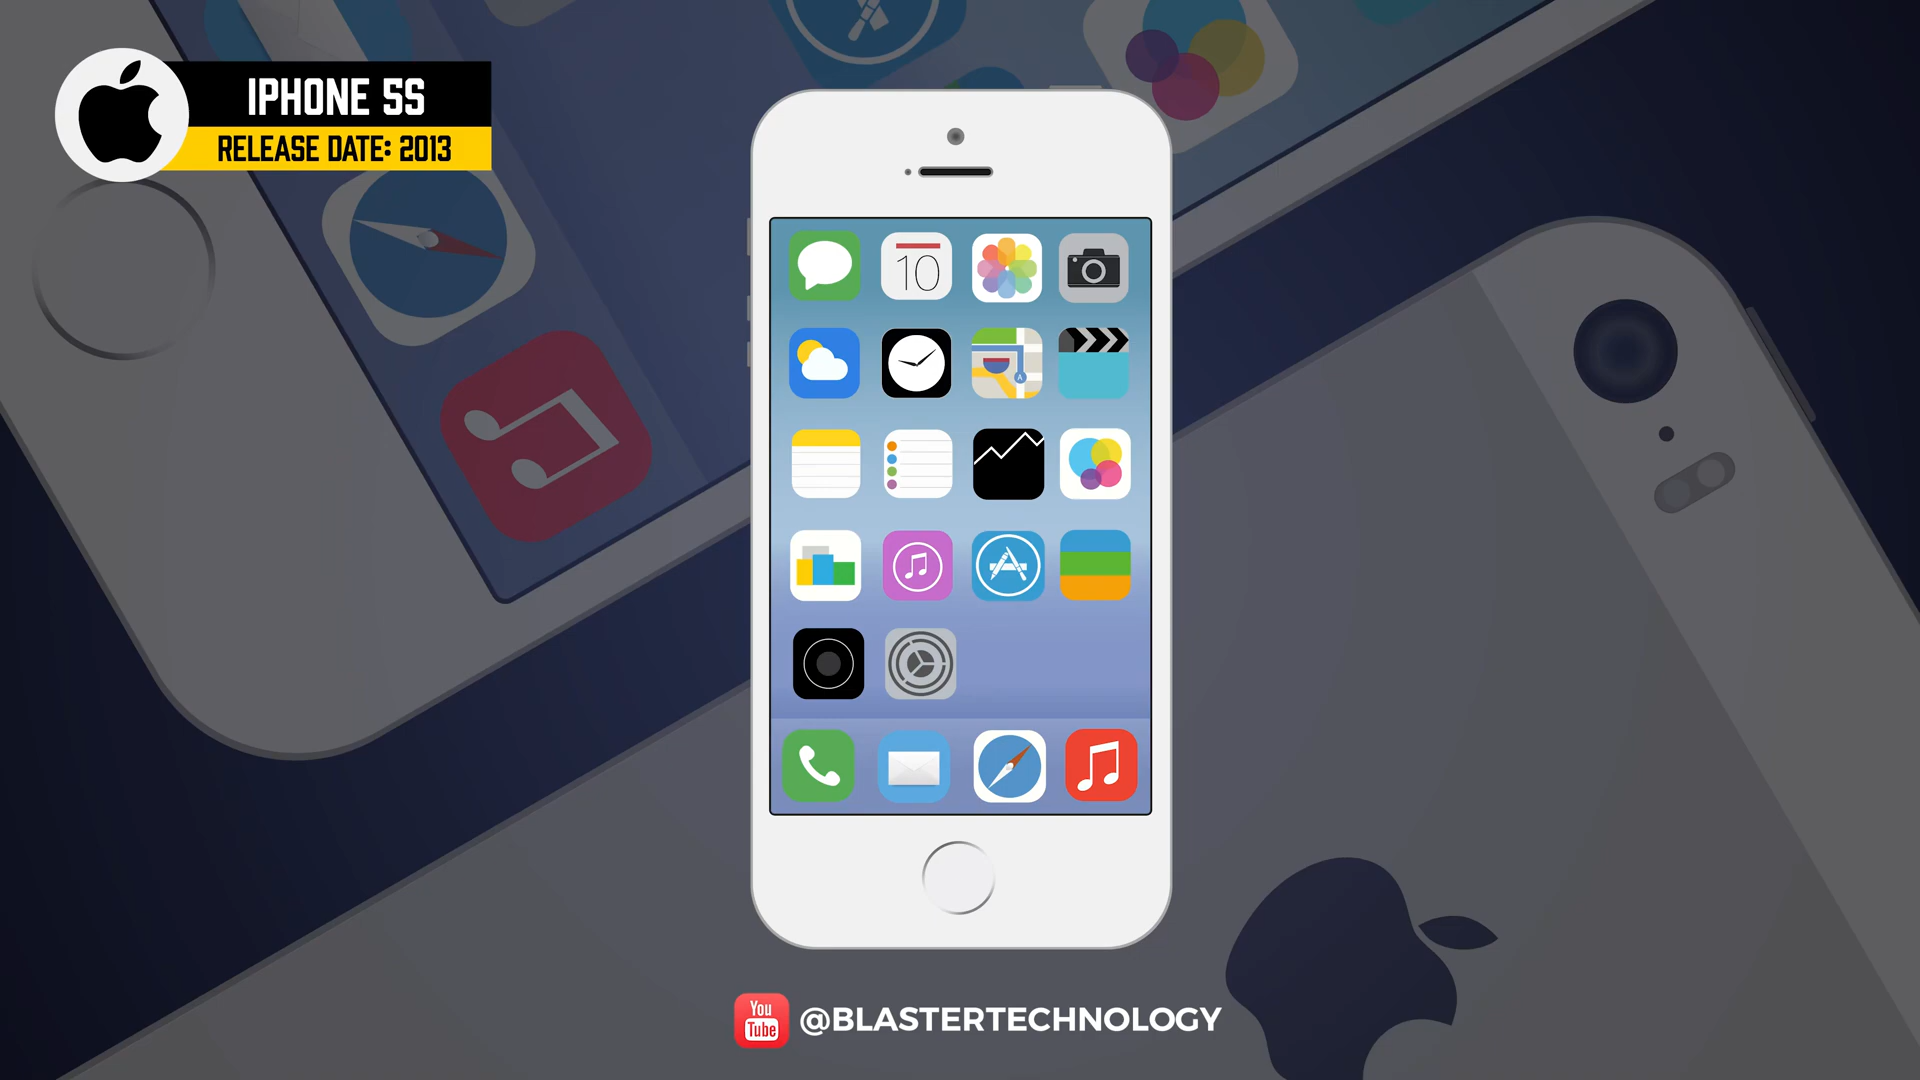 IPHONE 5S
RELEASE DATE: 2013
10
A
You
Tube
@BLASTERTECHNOLOGY